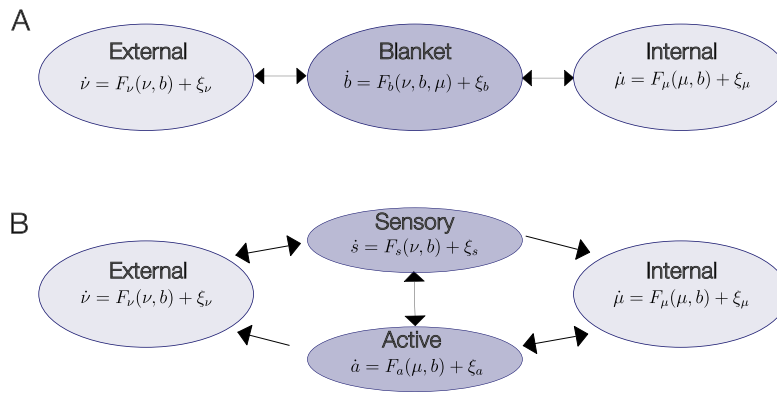 A
External
Blanket
Internal
ν̇ = F_ν(ν, b) + ξ_ν
ḃ = F_b(ν, b, μ) + ξ_b
μ̇ = F_μ(μ, b) + ξ_μ
B
Sensory
ṡ = F_s(ν, b) + ξ_s
External
Internal
ν̇ = F_ν(ν, b) + ξ_ν
μ̇ = F_μ(μ, b) + ξ_μ
Active
ȧ = F_a(μ, b) + ξ_a